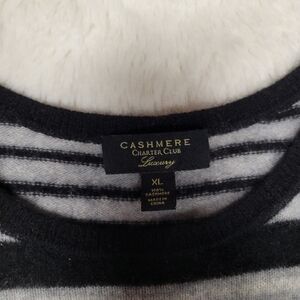 CASHMERE
CHARTER CLUB
Luxury
XL
100%
CASHMERE
MADE IN
CHINA